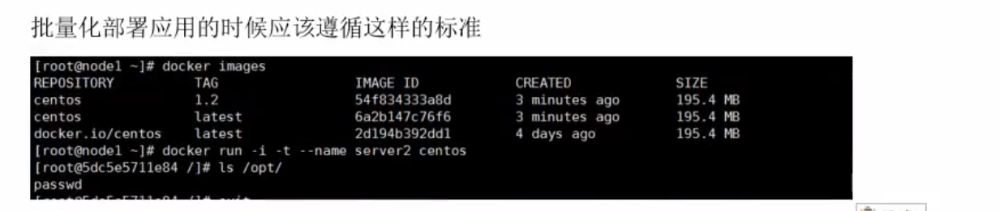 批量化部署应用的时候应该遵循这样的标准
[root@node1 ~]# docker images
REPOSITORY TAG IMAGE ID CREATED SIZE
centos 1.2 54f834333a8d 3 minutes ago 195.4 MB
centos latest 6a2b147c76f6 3 minutes ago 195.4 MB
docker.io/centos latest 2d194b392dd1 4 days ago 195.4 MB
[root@node1 ~]# docker run -i -t --name server2 centos
[root@5dc5e5711e84 /]# ls /opt/
passwd
[root@5dc5e5711e84 /]# exit